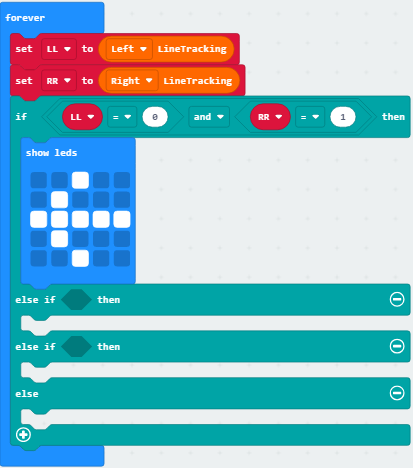 forever
set LL to Left LineTracking
set RR to Right LineTracking
if LL = 0 and RR = 1 then
show leds
else if then
else if then
else